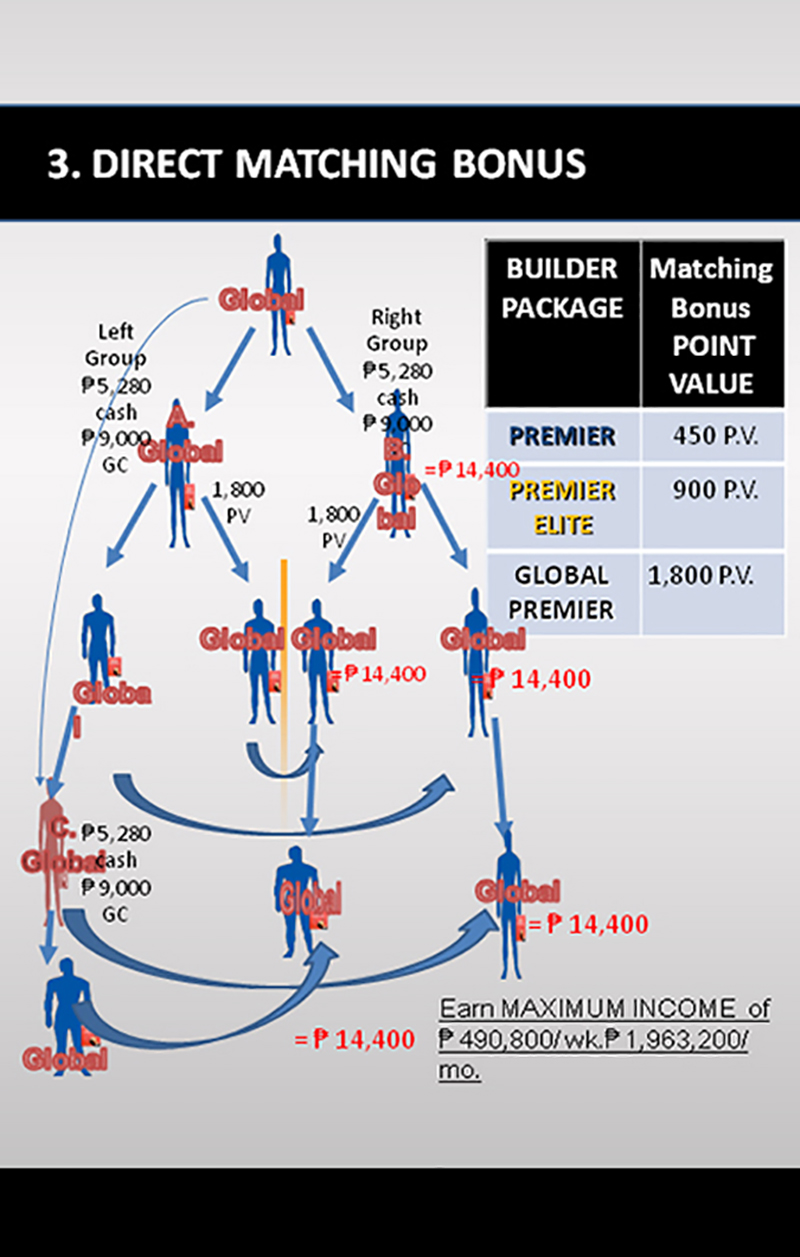 3. DIRECT MATCHING BONUS
Global
Left
Group
₱5,280
cash
₱9,000
GC
Right
Group
₱5,280
cash
₱9,000
BUILDER
PACKAGE
Matching
Bonus
POINT
VALUE
PREMIER
450 P.V.
PREMIER
ELITE
900 P.V.
GLOBAL
PREMIER
1,800 P.V.
A.
Global
B.
Glo
bal
=₱14,400
1,800
PV
1,800
PV
Globa
l
Global
Global
=₱14,400
Global
=₱ 14,400
C.
Global
₱5,280
cash
₱9,000
GC
Global
Global
=₱ 14,400
Global
=₱ 14,400
Earn MAXIMUM INCOME of
₱ 490,800/wk.₱ 1,963,200/
mo.